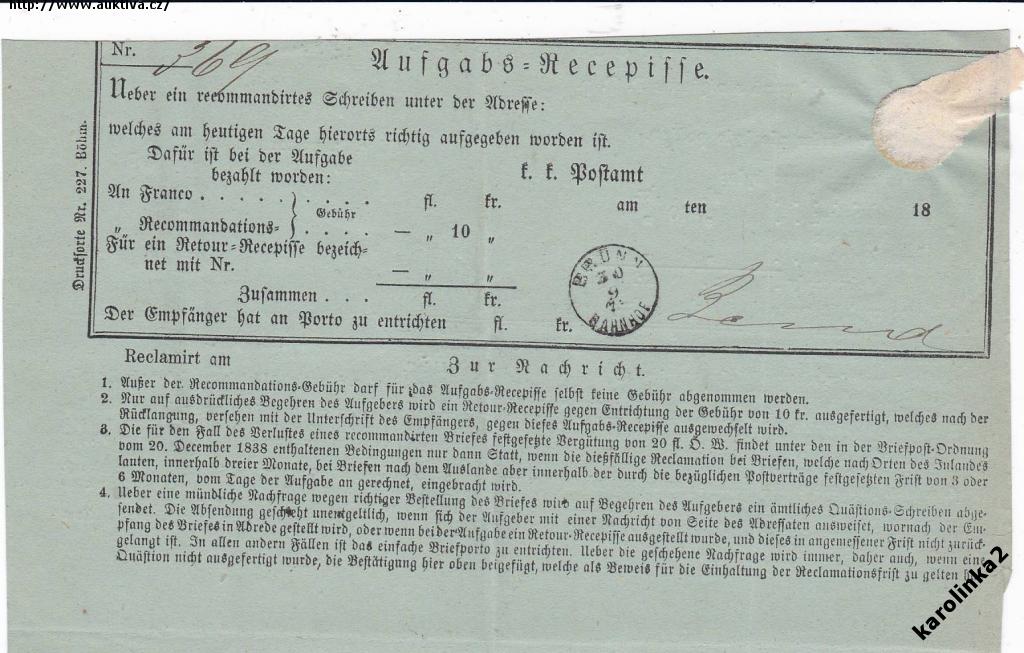 http://www.auktiva.cz/
Nr. 369
Aufgabs-Recepisse.
Ueber ein recommandirtes Schreiben unter der Adresse:
welches am heutigen Tage hierorts richtig aufgegeben worden ist.
Dafür ist bei der Aufgabe
bezahlt worden:
k. k. Postamt
An Franco . . . . . } . . . . fl. kr.
Gebühr
am ten 18
„ Recommandations- } . . . . — „ 10 „
Für ein Retour-Recepisse bezeich-
net mit Nr. — „ „
Zusammen . . . fl. kr.
Der Empfänger hat an Porto zu entrichten fl. kr.
BRÜNN
30
9
BAHNHOF
Drucksorte Nr. 227. Böhm.
Reclamirt am
Zur Nachricht.
1. Außer der Recommandations-Gebühr darf für das Aufgabs-Recepisse selbst keine Gebühr abgenommen werden.
2. Nur auf ausdrückliches Begehren des Aufgebers wird ein Retour-Recepisse gegen Entrichtung der Gebühr von 10 kr. ausgefertigt, welches nach der
Rücklangung, versehen mit der Unterschrift des Empfängers, gegen dieses Aufgabs-Recepisse ausgewechselt wird.
3. Die für den Fall des Verlustes eines recommandirten Briefes festgesetzte Vergütung von 20 fl. Ö. W. findet unter den in der Briefpost-Ordnung
vom 20. December 1838 enthaltenen Bedingungen nur dann Statt, wenn die dießfällige Reclamation bei Briefen, welche nach Orten des Inlandes
lauten, innerhalb dreier Monate, bei Briefen nach dem Auslande aber innerhalb der durch die bezüglichen Postverträge festgesetzten Frist von 3 oder
6 Monaten, vom Tage der Aufgabe an gerechnet, eingebracht wird.
4. Ueber eine mündliche Nachfrage wegen richtiger Bestellung des Briefes wird auf Begehren des Aufgebers ein ämtliches Quästions-Schreiben abge-
sendet. Die Absendung geschieht unentgeltlich, wenn sich der Aufgeber mit einer Nachricht von Seite des Adressaten ausweiset, wornach der Em-
pfang des Briefes in Abrede gestellt wird, oder wenn bei der Aufgabe ein Retour-Recepisse ausgestellt wurde, und dieses in angemessener Frist nicht zurück-
gelangt ist. In allen andern Fällen ist das einfache Briefporto zu entrichten. Ueber die geschehene Nachfrage wird immer, daher auch, wenn eine
Quästion nicht ausgefertigt wurde, die Bestätigung hier oben beigefügt, welche als Beweis für die Einhaltung der Reclamationsfrist zu gelten
karolinka2